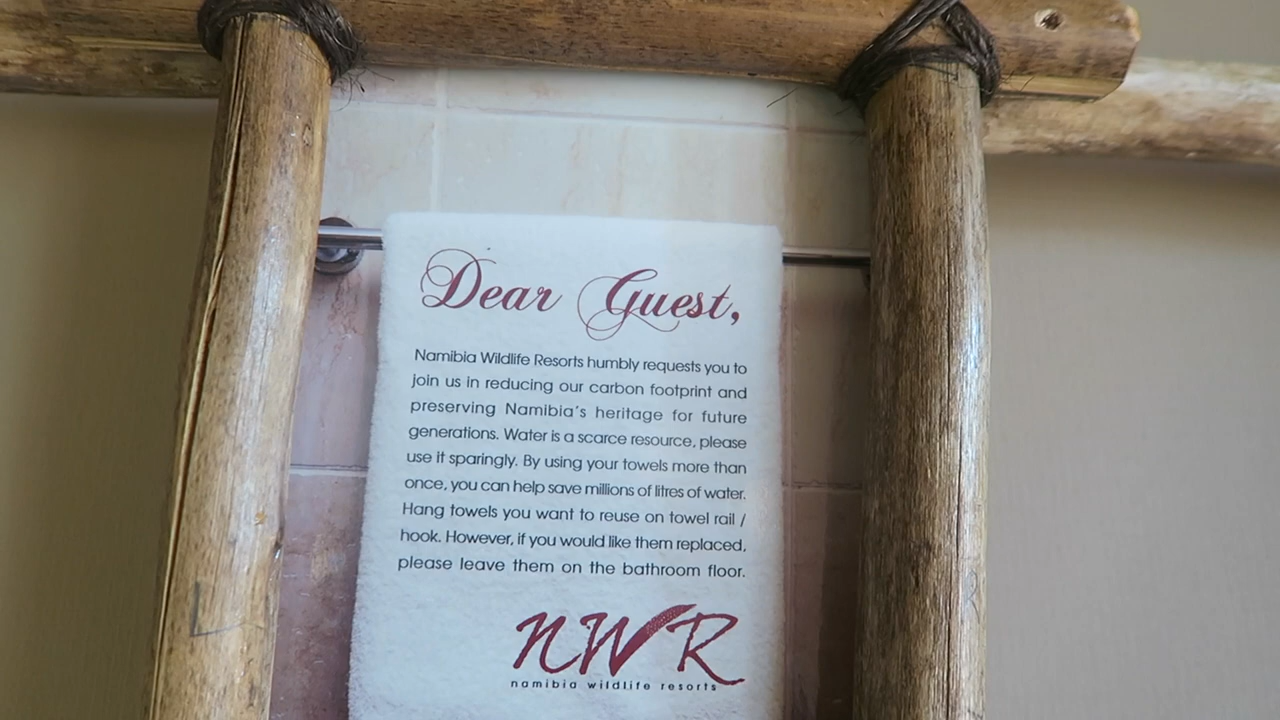 Dear Guest,
Namibia Wildlife Resorts humbly requests you to
join us in reducing our carbon footprint and
preserving Namibia's heritage for future
generations. Water is a scarce resource, please
use it sparingly. By using your towels more than
once, you can help save millions of litres of water.
Hang towels you want to reuse on towel rail /
hook. However, if you would like them replaced,
please leave them on the bathroom floor.
NWR
namibia wildlife resorts
L
R